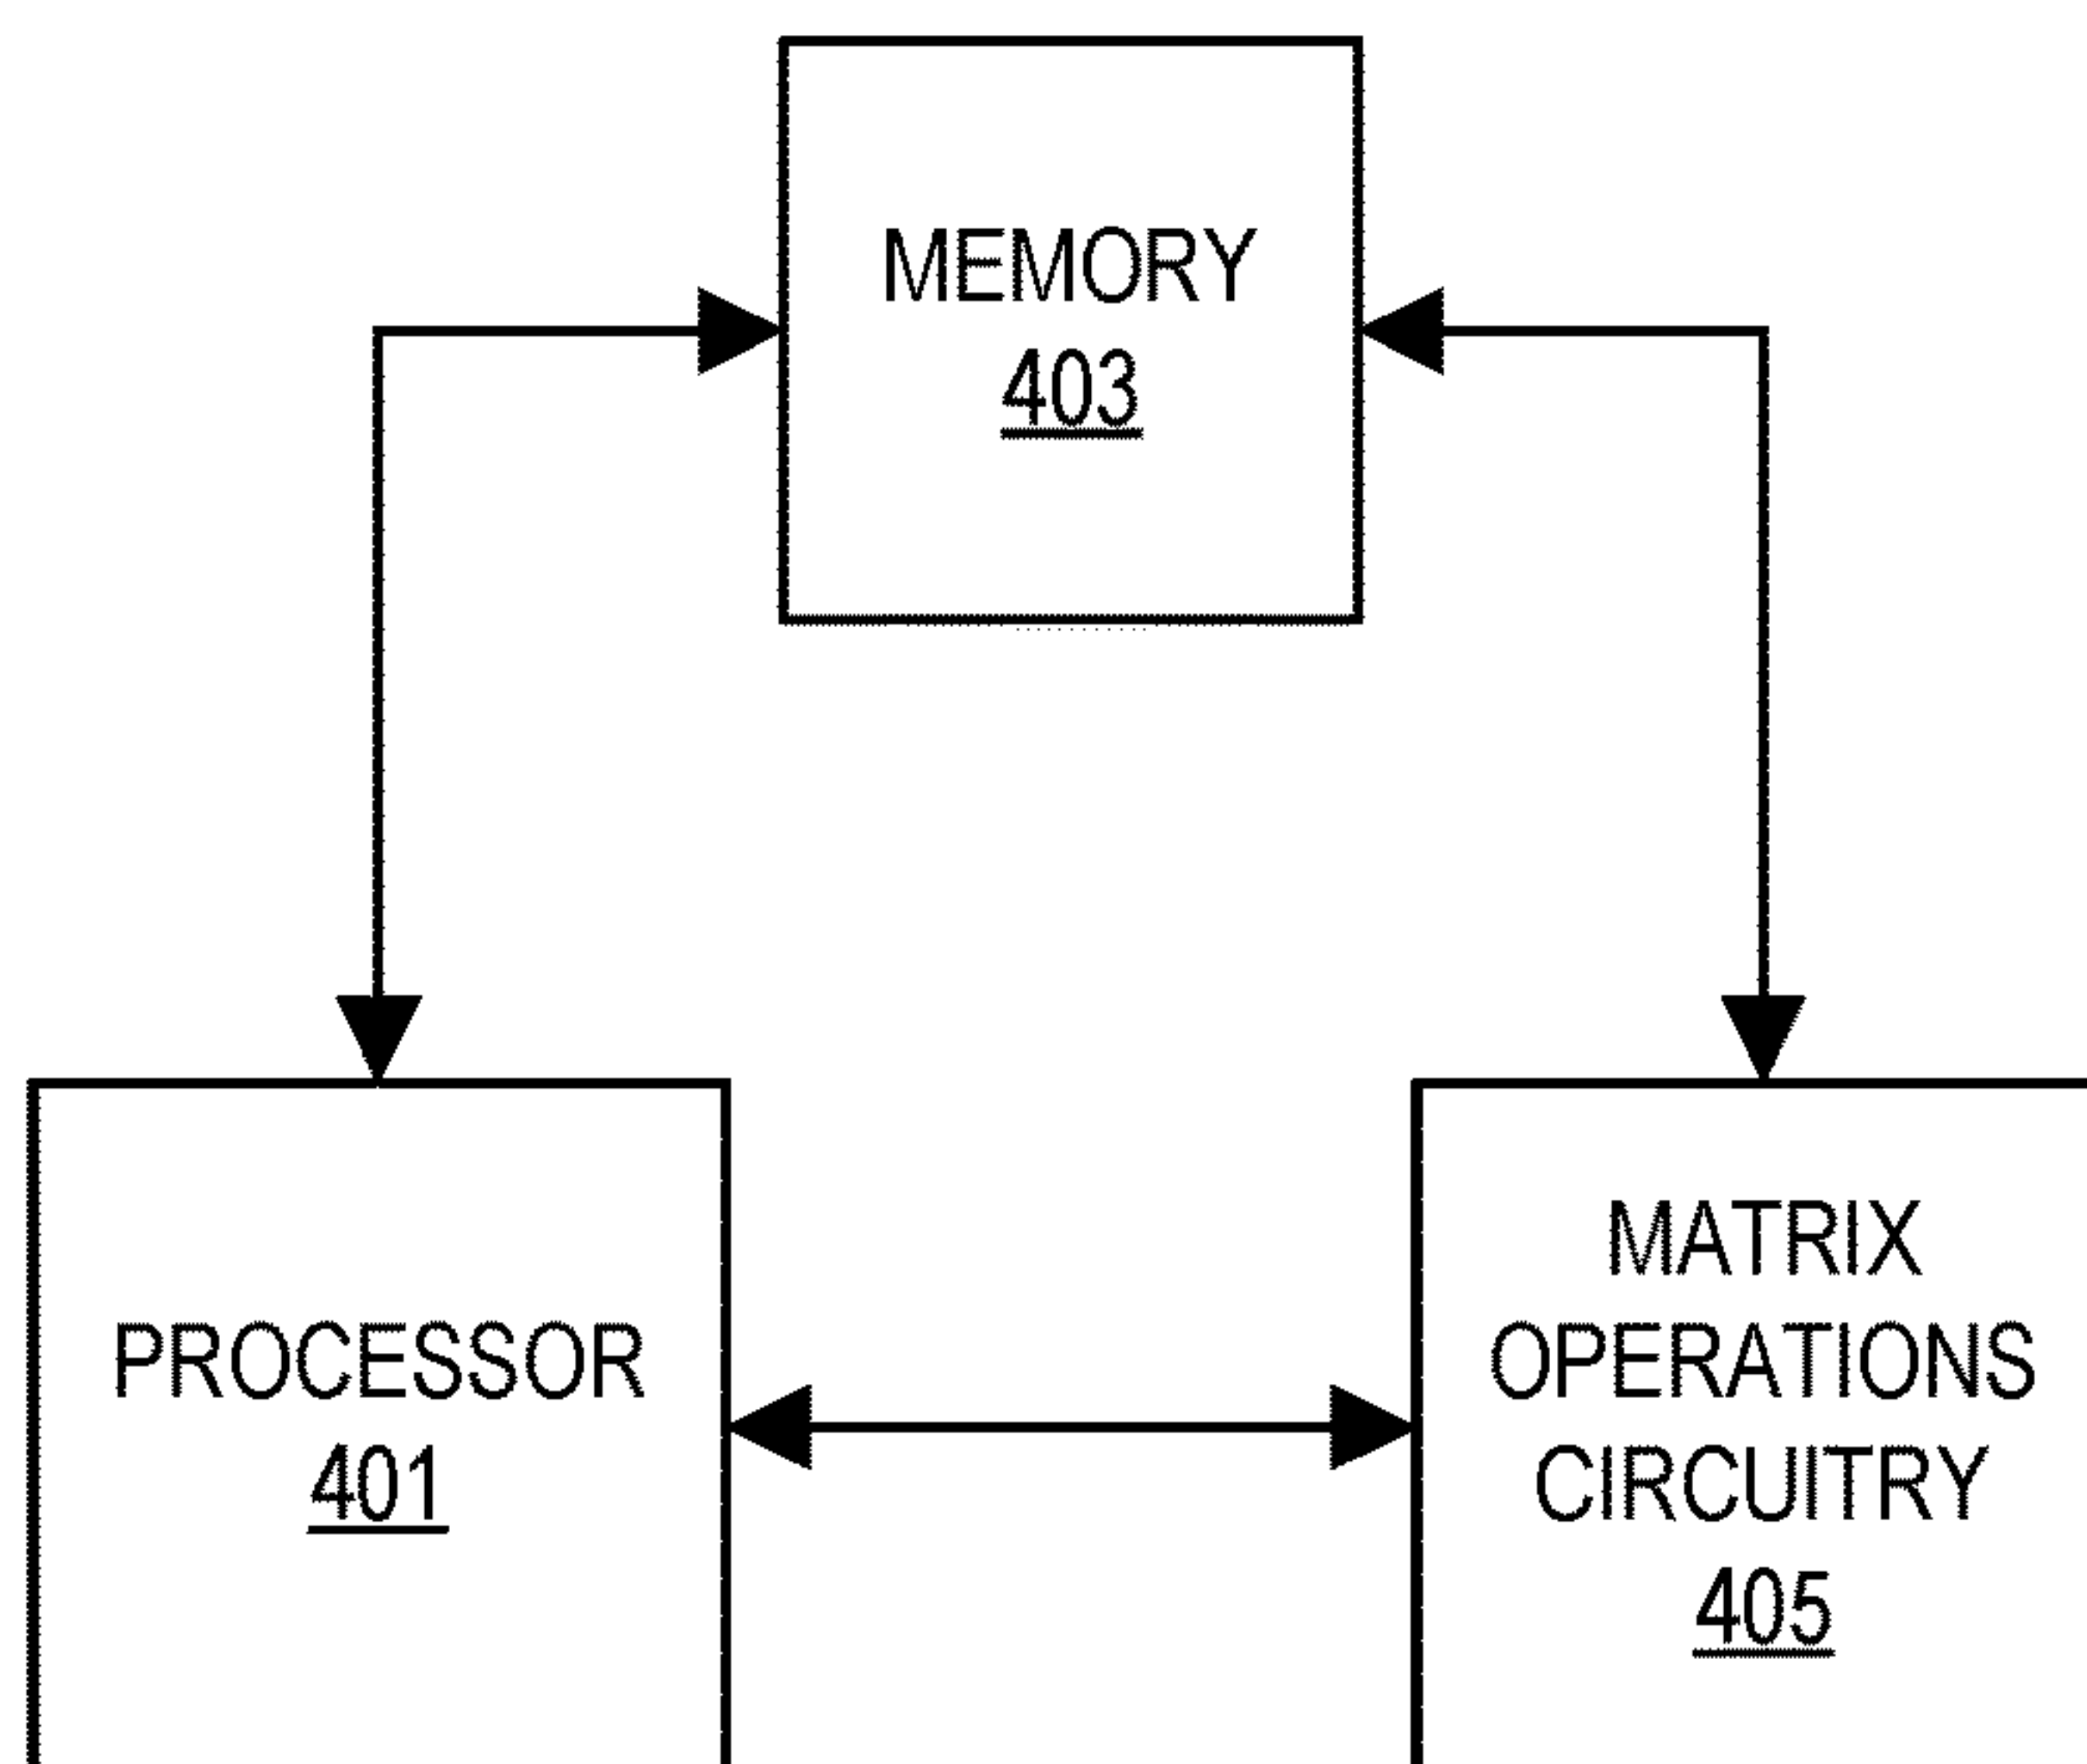 MEMORY
403
PROCESSOR
401
MATRIX
OPERATIONS
CIRCUITRY
405